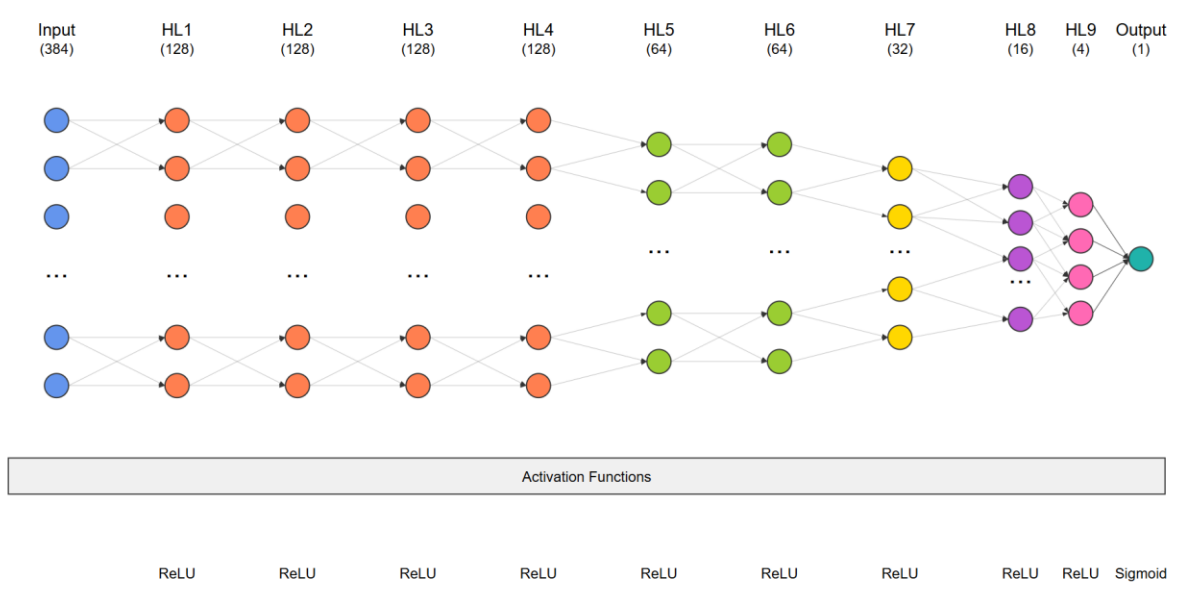 Input HL1 HL2 HL3 HL4 HL5 HL6 HL7 HL8 HL9 Output
(384) (128) (128) (128) (128) (64) (64) (32) (16) (4) (1)
... ... ...
... ... ... ... ... ...
Activation Functions
ReLU ReLU ReLU ReLU ReLU ReLU ReLU ReLU ReLU Sigmoid